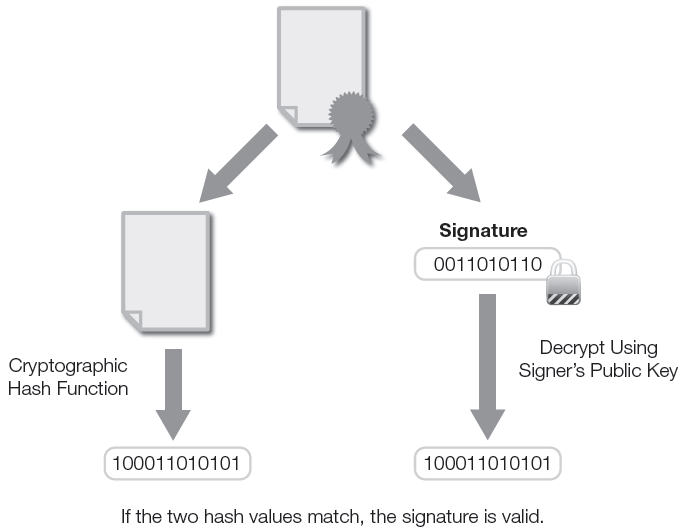 Signature
0011010110
Cryptographic
Hash Function
Decrypt Using
Signer's Public Key
100011010101
100011010101
If the two hash values match, the signature is valid.